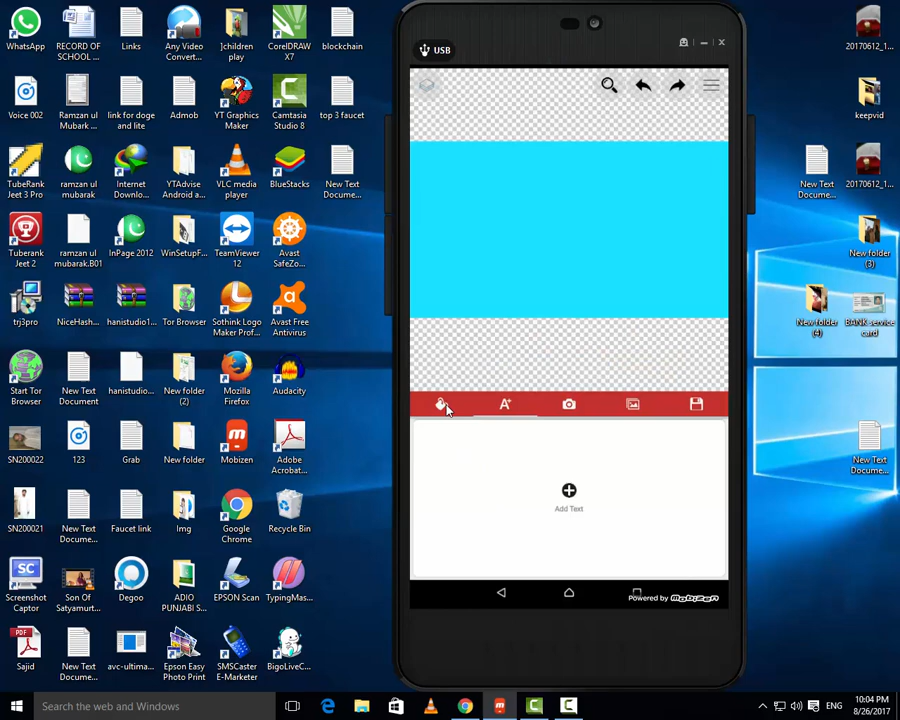 WhatsApp
RECORD OF SCHOOL ...
Links
Any Video Convert...
]children play
CorelDRAW X7
blockchain
Voice 002
Ramzan ul Mubark ...
link for doge and lite
Admob
YT Graphics Maker
Camtasia Studio 8
top 3 faucet
TubeRank Jeet 3 Pro
ramzan ul mubarak
Internet Downlo...
YTAdvise Android a...
VLC media player
BlueStacks
New Text Docume...
Tuberank Jeet 2
ramzan ul mubarak.B01
InPage 2012
WinSetupF...
TeamViewer 12
Avast SafeZo...
trj3pro
NiceHash...
hanistudio1...
Tor Browser
Sothink Logo Maker Prof...
Avast Free Antivirus
Start Tor Browser
New Text Document
hanistudio...
New folder (2)
Mozilla Firefox
Audacity
SN200022
123
Grab
New folder
Mobizen
Adobe Acrobat...
SN200021
New Text Docume...
Faucet link
Img
Google Chrome
Recycle Bin
SC
Screenshot Captor
Son Of Satyamurt...
Degoo
ADIO PUNJABI S...
EPSON Scan
TypingMas...
PDF
Sajid
New Text Docume...
avc-ultima...
Epson Easy Photo Print
SMSCaster E-Marketer
BigoLiveC...
USB
Add Text
Powered by mobizen
20170612_1...
keepvid
New Text Docume...
20170612_1...
New folder (3)
New folder (4)
BANK service card
New Text Docume...
Search the web and Windows
ENG
10:04 PM
8/26/2017